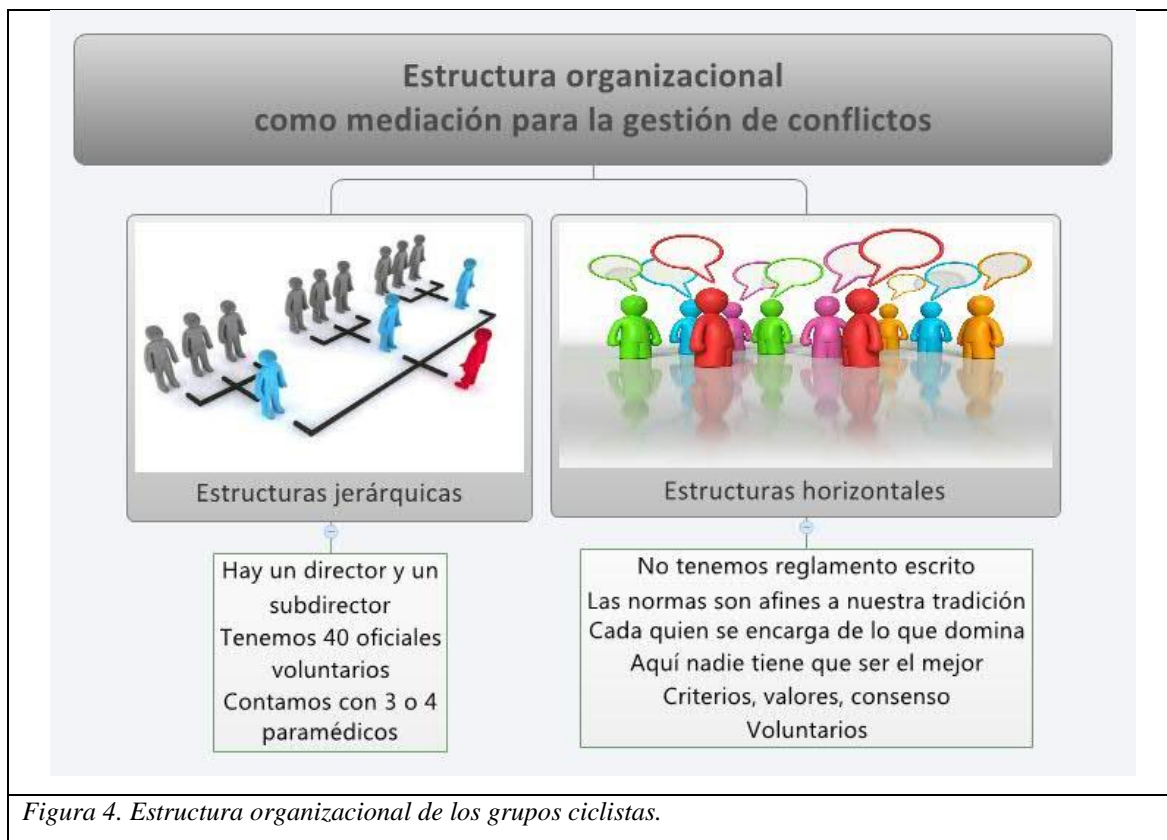 Estructura organizacional
como mediación para la gestión de conflictos
Estructuras jerárquicas
Hay un director y un
subdirector
Tenemos 40 oficiales
voluntarios
Contamos con 3 o 4
paramédicos
Estructuras horizontales
No tenemos reglamento escrito
Las normas son afines a nuestra tradición
Cada quien se encarga de lo que domina
Aquí nadie tiene que ser el mejor
Criterios, valores, consenso
Voluntarios
Figura 4. Estructura organizacional de los grupos ciclistas.